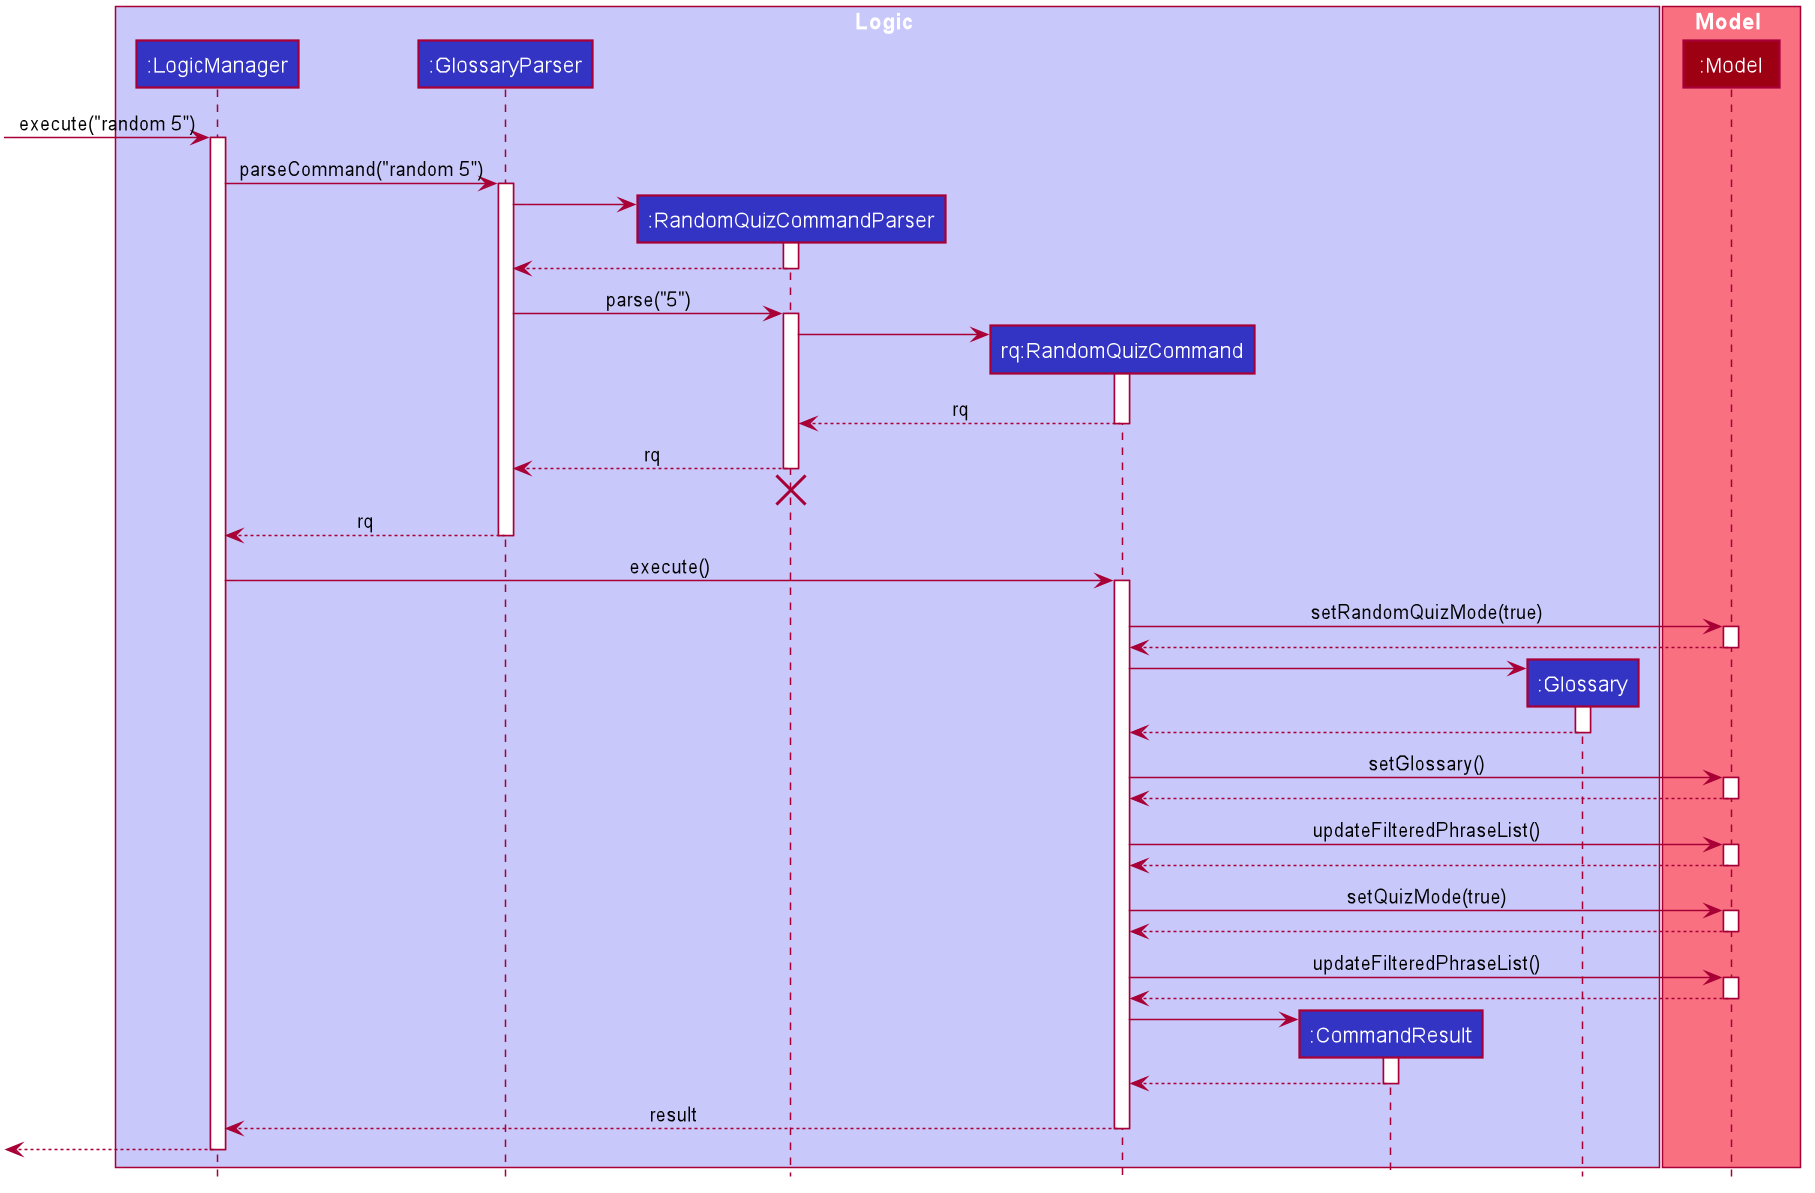 Logic
Model
:LogicManager
:GlossaryParser
:Model
execute("random 5")
parseCommand("random 5")
:RandomQuizCommandParser
parse("5")
rq:RandomQuizCommand
rq
rq
rq
execute()
setRandomQuizMode(true)
:Glossary
setGlossary()
updateFilteredPhraseList()
setQuizMode(true)
updateFilteredPhraseList()
:CommandResult
result